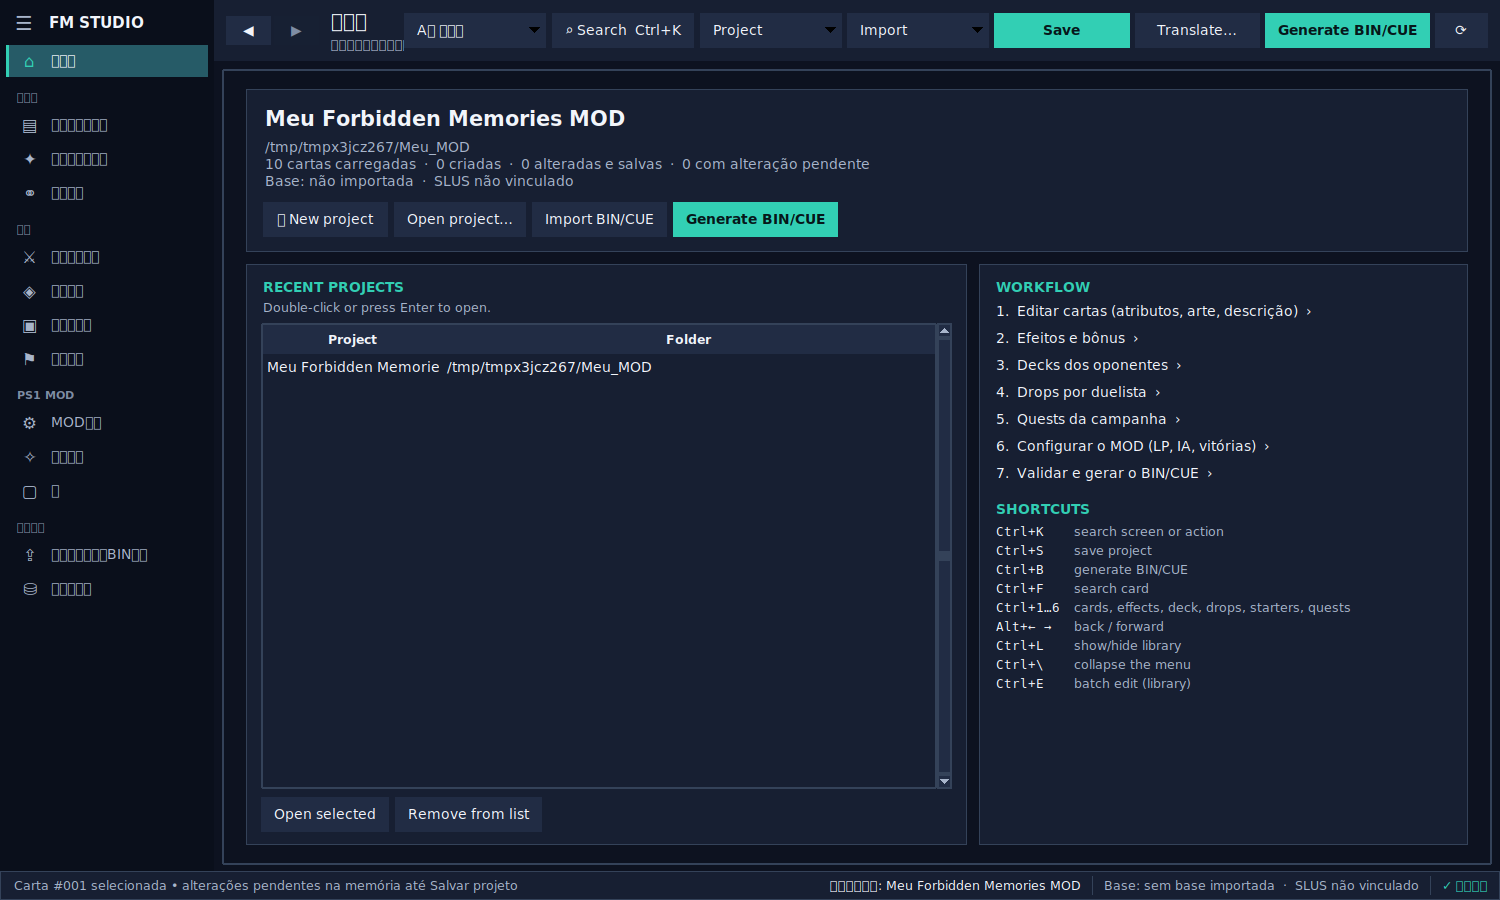 FM STUDIO
PS1 MOD
MOD
BIN
A
Search Ctrl+K
Project
Import
Save
Translate...
Generate BIN/CUE
Meu Forbidden Memories MOD
/tmp/tmpx3jcz267/Meu_MOD
10 cartas carregadas · 0 criadas · 0 alteradas e salvas · 0 com alteração pendente
Base: não importada · SLUS não vinculado
New project
Open project...
Import BIN/CUE
Generate BIN/CUE
RECENT PROJECTS
Double-click or press Enter to open.
Project Folder
Meu Forbidden Memorie /tmp/tmpx3jcz267/Meu_MOD
Open selected
Remove from list
WORKFLOW
1. Editar cartas (atributos, arte, descrição) ›
2. Efeitos e bônus ›
3. Decks dos oponentes ›
4. Drops por duelista ›
5. Quests da campanha ›
6. Configurar o MOD (LP, IA, vitórias) ›
7. Validar e gerar o BIN/CUE ›
SHORTCUTS
Ctrl+K search screen or action
Ctrl+S save project
Ctrl+B generate BIN/CUE
Ctrl+F search card
Ctrl+1…6 cards, effects, deck, drops, starters, quests
Alt+← → back / forward
Ctrl+L show/hide library
Ctrl+\ collapse the menu
Ctrl+E batch edit (library)
Carta #001 selecionada • alterações pendentes na memória até Salvar projeto
: Meu Forbidden Memories MOD
Base: sem base importada · SLUS não vinculado
✓